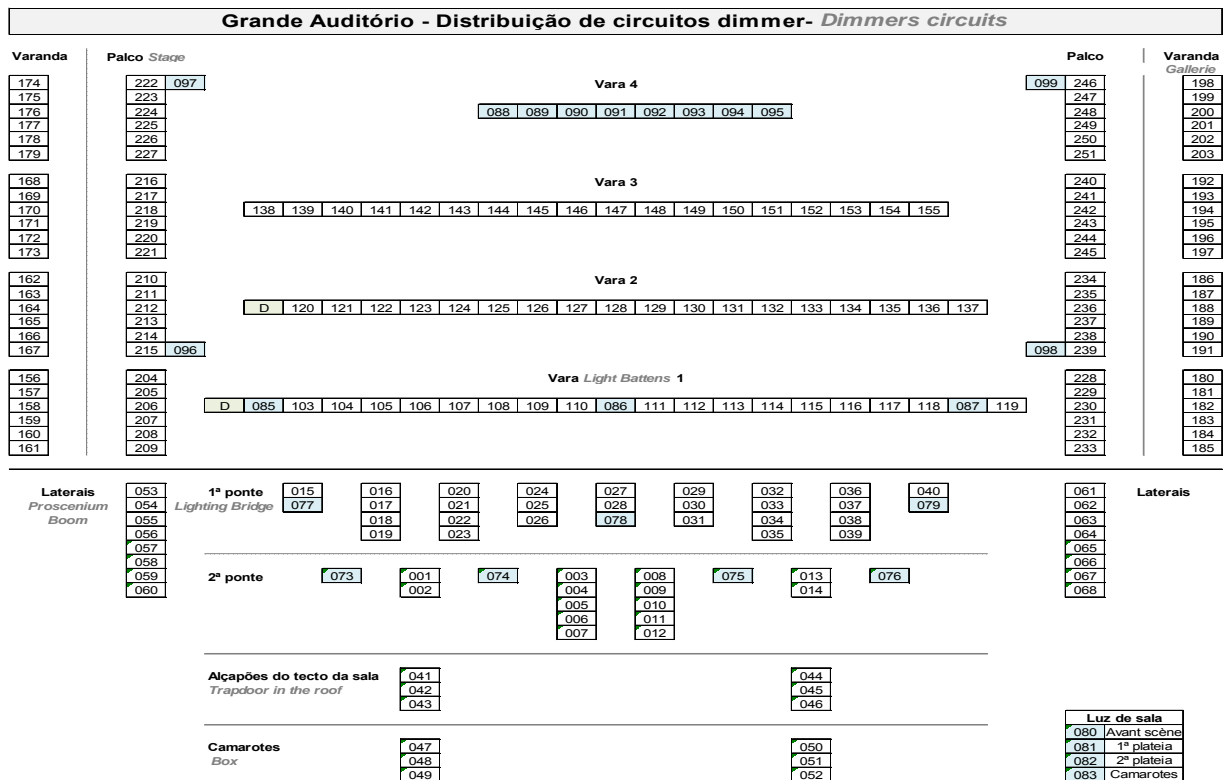 Grande Auditório - Distribuição de circuitos dimmer- Dimmers circuits
Varanda Palco Stage Palco Varanda
Gallerie
174 222 097 Vara 4 099 246 198
175 223 247 199
176 224 088 089 090 091 092 093 094 095 248 200
177 225 249 201
178 226 250 202
179 227 251 203
168 216 Vara 3 240 192
169 217 241 193
170 218 138 139 140 141 142 143 144 145 146 147 148 149 150 151 152 153 154 155 242 194
171 219 243 195
172 220 244 196
173 221 245 197
162 210 Vara 2 234 186
163 211 235 187
164 212 D 120 121 122 123 124 125 126 127 128 129 130 131 132 133 134 135 136 137 236 188
165 213 237 189
166 214 238 190
167 215 096 098 239 191
156 204 Vara Light Battens 1 228 180
157 205 229 181
158 206 D 085 103 104 105 106 107 108 109 110 086 111 112 113 114 115 116 117 118 087 119 230 182
159 207 231 183
160 208 232 184
161 209 233 185
Laterais 053 1ª ponte 015 016 020 024 027 029 032 036 040 061 Laterais
Proscenium 054 Lighting Bridge 077 017 021 025 028 030 033 037 079 062
Boom 055 018 022 026 078 031 034 038 063
056 019 023 035 039 064
057 065
058 066
059 2ª ponte 073 001 074 003 008 075 013 076 067
060 002 004 009 014 068
005 010
006 011
007 012
Alçapões do tecto da sala 041 044
Trapdoor in the roof 042 045
043 046
Luz de sala
080 Avant scène
Camarotes 047 050 081 1ª plateia
Box 048 051 082 2ª plateia
049 052 083 Camarotes